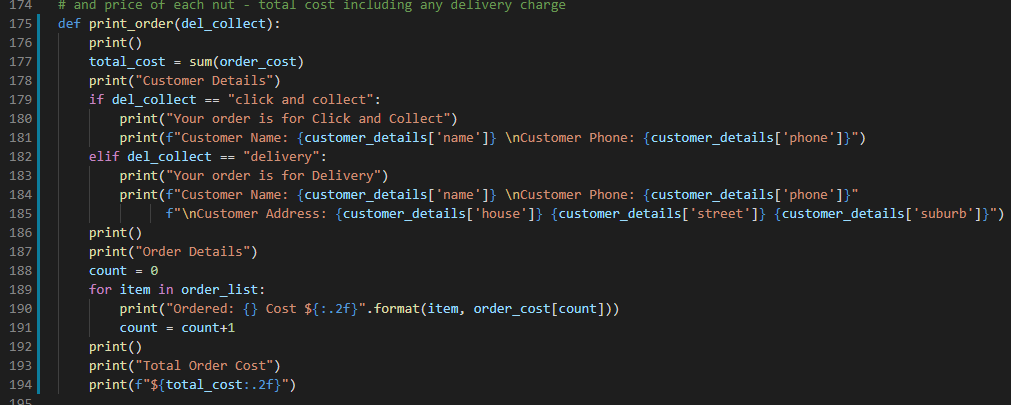 174 # and price of each nut - total cost including any delivery charge
175 def print_order(del_collect):
176     print()
177     total_cost = sum(order_cost)
178     print("Customer Details")
179     if del_collect == "click and collect":
180         print("Your order is for Click and Collect")
181         print(f"Customer Name: {customer_details['name']} \nCustomer Phone: {customer_details['phone']}")
182     elif del_collect == "delivery":
183         print("Your order is for Delivery")
184         print(f"Customer Name: {customer_details['name']} \nCustomer Phone: {customer_details['phone']}"
185               f"\nCustomer Address: {customer_details['house']} {customer_details['street']} {customer_details['suburb']}")
186     print()
187     print("Order Details")
188     count = 0
189     for item in order_list:
190         print("Ordered: {} Cost ${:.2f}".format(item, order_cost[count]))
191         count = count+1
192     print()
193     print("Total Order Cost")
194     print(f"${total_cost:.2f}")
195